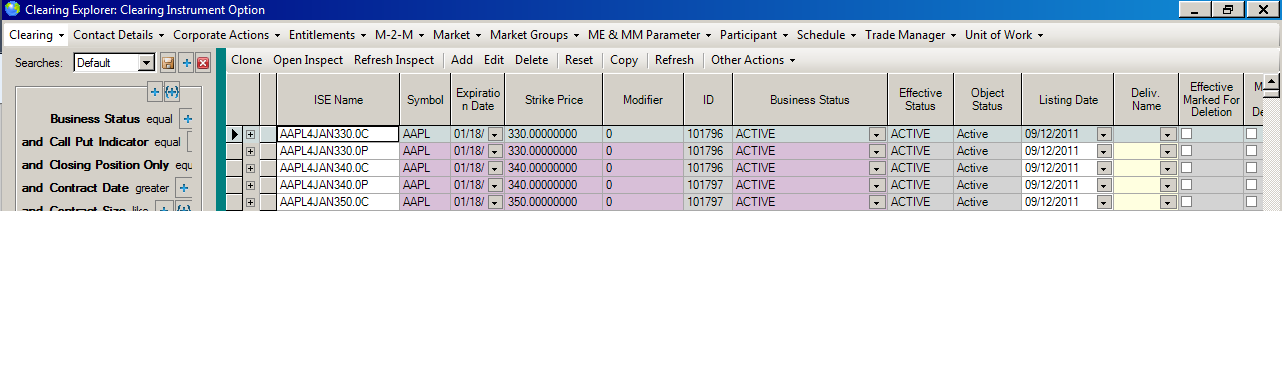 Clearing Explorer: Clearing Instrument Option
Clearing Contact Details Corporate Actions Entitlements M-2-M Market Market Groups ME & MM Parameter Participant Schedule Trade Manager Unit of Work
Searches: Default
Clone Open Inspect Refresh Inspect Add Edit Delete Reset Copy Refresh Other Actions
Business Status equal
and Call Put Indicator equal
and Closing Position Only equ
and Contract Date greater
and Contract Size like
ISE Name Symbol Expiratio n Date Strike Price Modifier ID Business Status Effective Status Object Status Listing Date Deliv. Name Effective Marked For Deletion M De
AAPL4JAN330.0C AAPL 01/18/ 330.00000000 0 101796 ACTIVE ACTIVE Active 09/12/2011
AAPL4JAN330.0P AAPL 01/18/ 330.00000000 0 101796 ACTIVE ACTIVE Active 09/12/2011
AAPL4JAN340.0C AAPL 01/18/ 340.00000000 0 101796 ACTIVE ACTIVE Active 09/12/2011
AAPL4JAN340.0P AAPL 01/18/ 340.00000000 0 101797 ACTIVE ACTIVE Active 09/12/2011
AAPL4JAN350.0C AAPL 01/18/ 350.00000000 0 101797 ACTIVE ACTIVE Active 09/12/2011